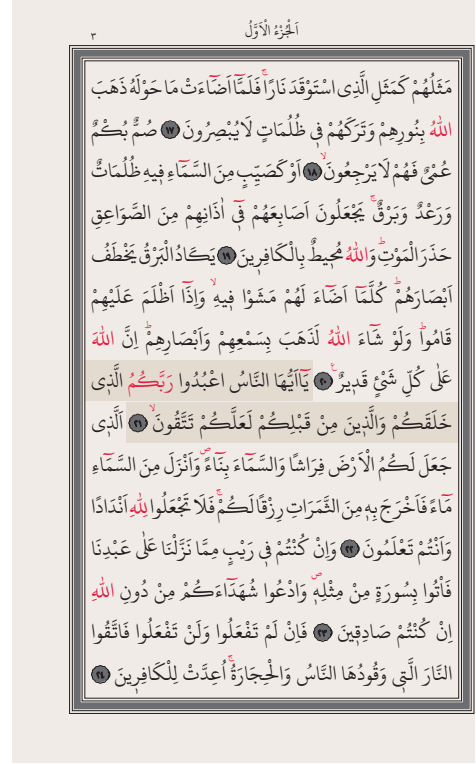 اَلْجُزْءُ الْاَوَّلُ
٣
مَثَلُهُمْ كَمَثَلِ الَّذِى اسْتَوْقَدَ نَارًاۚ فَلَمَّٓا اَضَٓاءَتْ مَا حَوْلَهُ ذَهَبَ
اللّٰهُ بِنُورِهِمْ وَتَرَكَهُمْ فٖى ظُلُمَاتٍ لَا يُبْصِرُونَ ﴿١٧﴾ صُمٌّ بُكْمٌ
عُمْىٌ فَهُمْ لَا يَرْجِعُونَۙ ﴿١٨﴾ اَوْ كَصَيِّبٍ مِنَ السَّمَٓاءِ فٖيهِ ظُلُمَاتٌ
وَرَعْدٌ وَبَرْقٌۚ يَجْعَلُونَ اَصَابِعَهُمْ فٖٓى اٰذَانِهِمْ مِنَ الصَّوَاعِقِ
حَذَرَ الْمَوْتِؕ وَاللّٰهُ مُحٖيطٌ بِالْكَافِرٖينَ ﴿١٩﴾ يَكَادُ الْبَرْقُ يَخْطَفُ
اَبْصَارَهُمْؕ كُلَّمَٓا اَضَٓاءَ لَهُمْ مَشَوْا فٖيهِۙ وَاِذَٓا اَظْلَمَ عَلَيْهِمْ
قَامُواؕ وَلَوْ شَٓاءَ اللّٰهُ لَذَهَبَ بِسَمْعِهِمْ وَاَبْصَارِهِمْؕ اِنَّ اللّٰهَ
عَلٰى كُلِّ شَىْءٍ قَدٖيرٌۚ ﴿٢٠﴾ يَٓا اَيُّهَا النَّاسُ اعْبُدُوا رَبَّكُمُ الَّذٖى
خَلَقَكُمْ وَالَّذٖينَ مِنْ قَبْلِكُمْ لَعَلَّكُمْ تَتَّقُونَۙ ﴿٢١﴾ اَلَّذٖى
جَعَلَ لَكُمُ الْاَرْضَ فِرَاشًا وَالسَّمَٓاءَ بِنَٓاءًࣕ وَاَنْزَلَ مِنَ السَّمَٓاءِ
مَٓاءً فَاَخْرَجَ بِهٖ مِنَ الثَّمَرَاتِ رِزْقًا لَكُمْۚ فَلَا تَجْعَلُوا لِلّٰهِ اَنْدَادًا
وَاَنْتُمْ تَعْلَمُونَ ﴿٢٢﴾ وَاِنْ كُنْتُمْ فٖى رَيْبٍ مِمَّا نَزَّلْنَا عَلٰى عَبْدِنَا
فَاْتُوا بِسُورَةٍ مِنْ مِثْلِهٖࣕ وَادْعُوا شُهَدَٓاءَكُمْ مِنْ دُونِ اللّٰهِ
اِنْ كُنْتُمْ صَادِقٖينَ ﴿٢٣﴾ فَاِنْ لَمْ تَفْعَلُوا وَلَنْ تَفْعَلُوا فَاتَّقُوا
النَّارَ الَّتٖى وَقُودُهَا النَّاسُ وَالْحِجَارَةُۚ اُعِدَّتْ لِلْكَافِرٖينَ ﴿٢٤﴾